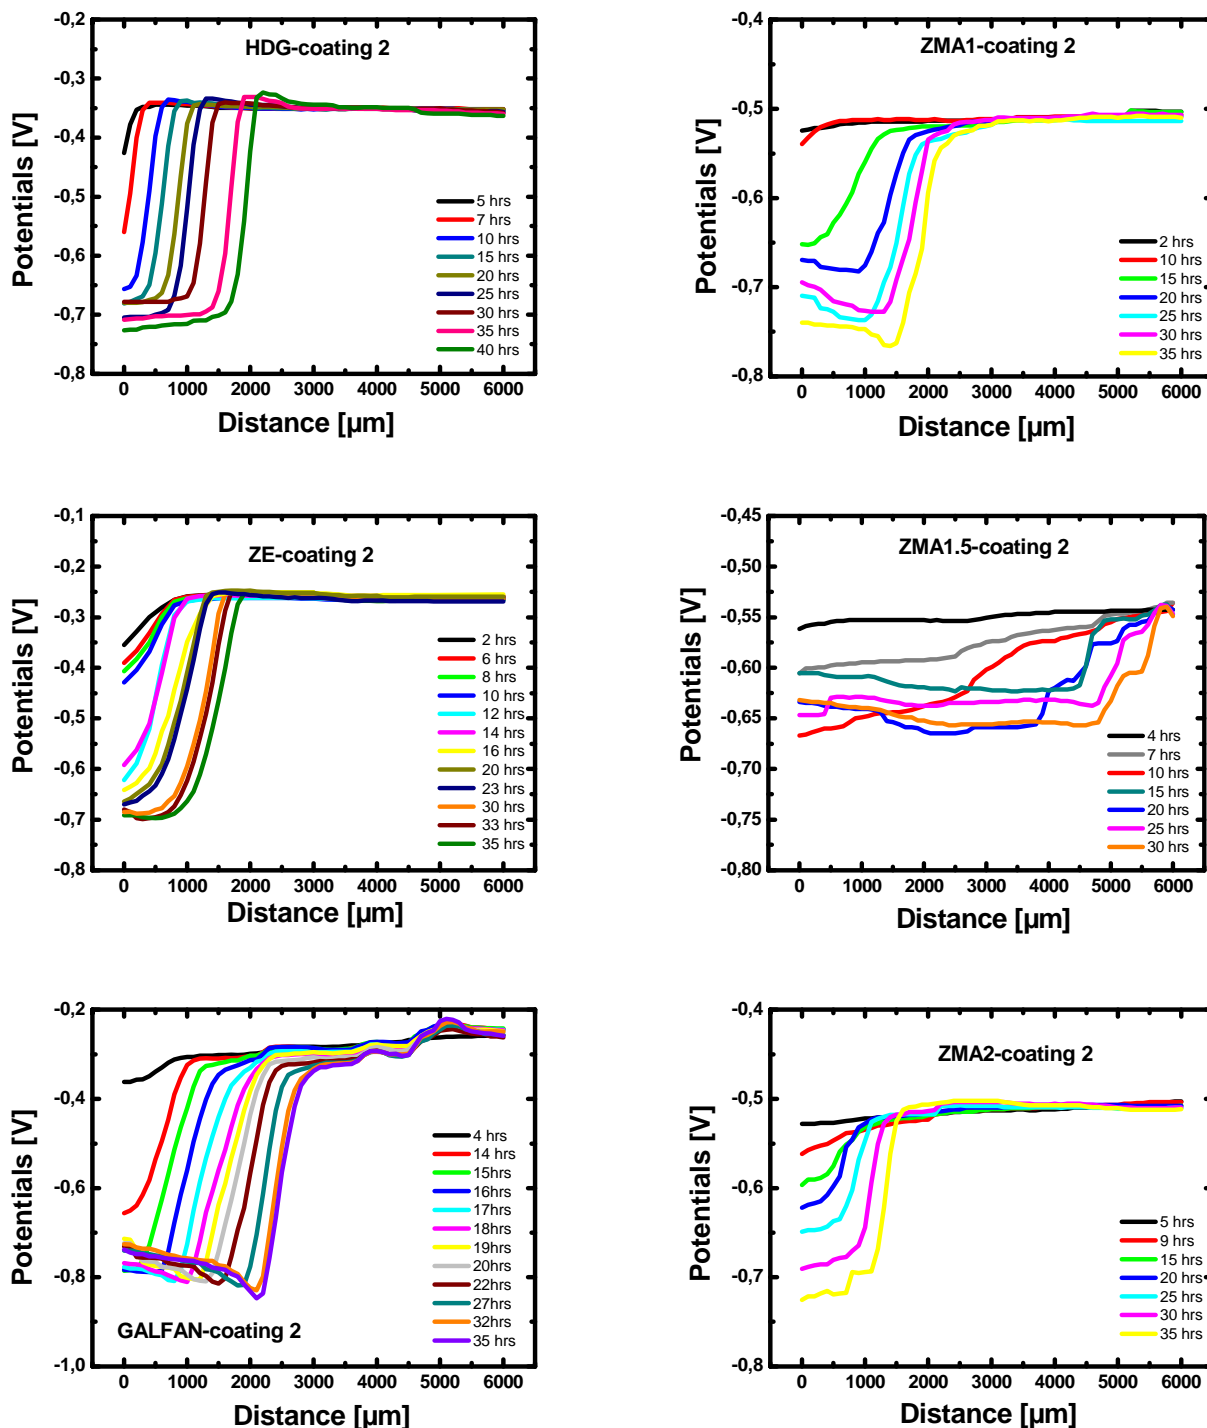 HDG-coating 2
Potentials [V]
-0,2
-0,3
-0,4
-0,5
-0,6
-0,7
-0,8
5 hrs
7 hrs
10 hrs
15 hrs
20 hrs
25 hrs
30 hrs
35 hrs
40 hrs
0 1000 2000 3000 4000 5000 6000
Distance [µm]
ZMA1-coating 2
Potentials [V]
-0,4
-0,5
-0,6
-0,7
-0,8
2 hrs
10 hrs
15 hrs
20 hrs
25 hrs
30 hrs
35 hrs
0 1000 2000 3000 4000 5000 6000
Distance [µm]
ZE-coating 2
Potentials [V]
-0,1
-0,2
-0,3
-0,4
-0,5
-0,6
-0,7
-0,8
2 hrs
6 hrs
8 hrs
10 hrs
12 hrs
14 hrs
16 hrs
20 hrs
23 hrs
30 hrs
33 hrs
35 hrs
0 1000 2000 3000 4000 5000 6000
Distance [µm]
ZMA1.5-coating 2
Potentials [V]
-0,45
-0,50
-0,55
-0,60
-0,65
-0,70
-0,75
-0,80
4 hrs
7 hrs
10 hrs
15 hrs
20 hrs
25 hrs
30 hrs
0 1000 2000 3000 4000 5000 6000
Distance [µm]
GALFAN-coating 2
Potentials [V]
-0,2
-0,4
-0,6
-0,8
-1,0
4 hrs
14 hrs
15hrs
16hrs
17hrs
18hrs
19hrs
20hrs
22hrs
27hrs
32hrs
35 hrs
0 1000 2000 3000 4000 5000 6000
Distance [µm]
ZMA2-coating 2
Potentials [V]
-0,4
-0,5
-0,6
-0,7
-0,8
5 hrs
9 hrs
15 hrs
20 hrs
25 hrs
30 hrs
35 hrs
0 1000 2000 3000 4000 5000 6000
Distance [µm]